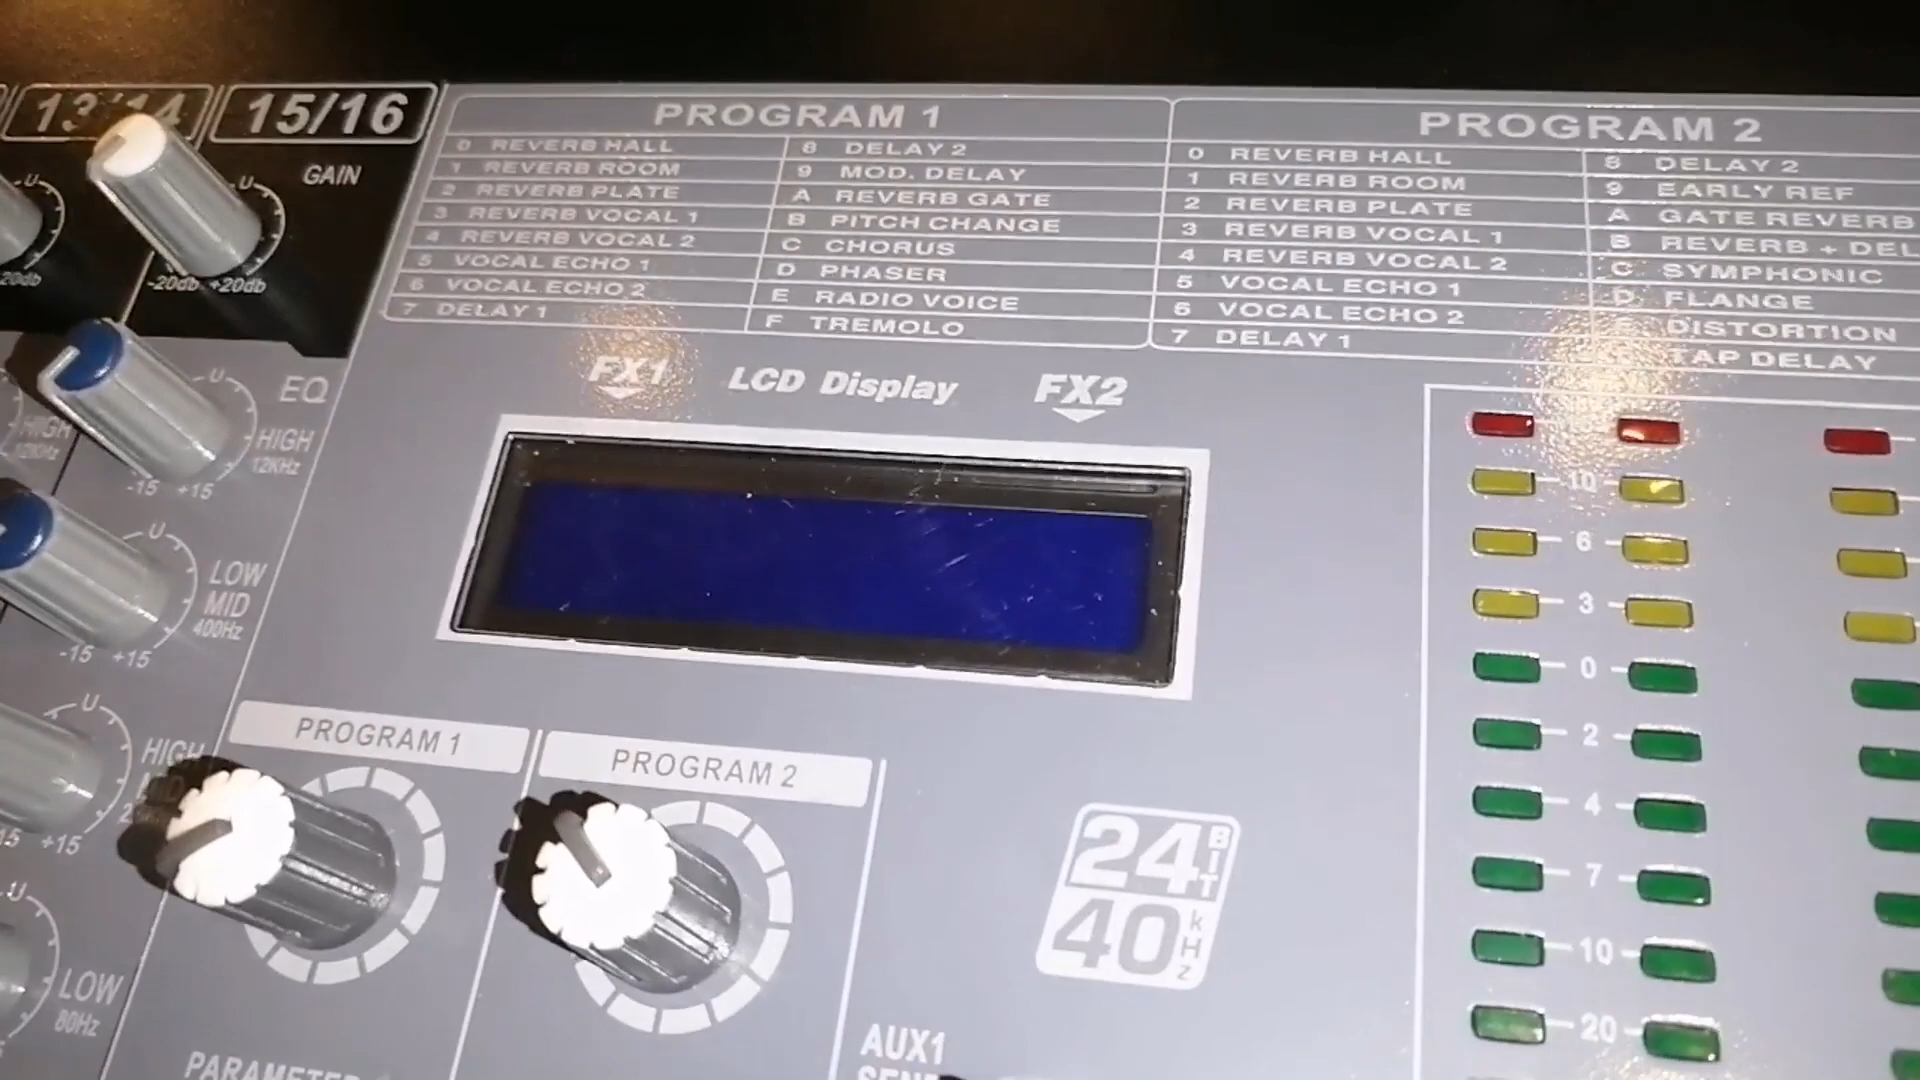 13/14
15/16
GAIN
U
U
-20db +20db
20db
EQ
U
HIGH
12KHz
HIGH
12KHz
-15 +15
U
LOW
MID
400Hz
-15 +15
U
HIGH
15 +15
U
LOW
80Hz
PROGRAM 1
0 REVERB HALL
1 REVERB ROOM
2 REVERB PLATE
3 REVERB VOCAL 1
4 REVERB VOCAL 2
5 VOCAL ECHO 1
6 VOCAL ECHO 2
7 DELAY 1
8 DELAY 2
9 MOD. DELAY
A REVERB GATE
B PITCH CHANGE
C CHORUS
D PHASER
E RADIO VOICE
F TREMOLO
PROGRAM 2
0 REVERB HALL
1 REVERB ROOM
2 REVERB PLATE
3 REVERB VOCAL 1
4 REVERB VOCAL 2
5 VOCAL ECHO 1
6 VOCAL ECHO 2
7 DELAY 1
8 DELAY 2
9 EARLY REF
A GATE REVERB
B REVERB + DEL
C SYMPHONIC
D FLANGE
DISTORTION
TAP DELAY
FX1 LCD Display FX2
10
6
3
0
2
4
7
10
20
PROGRAM 1
PROGRAM 2
24 BIT
40 kHz
AUX1